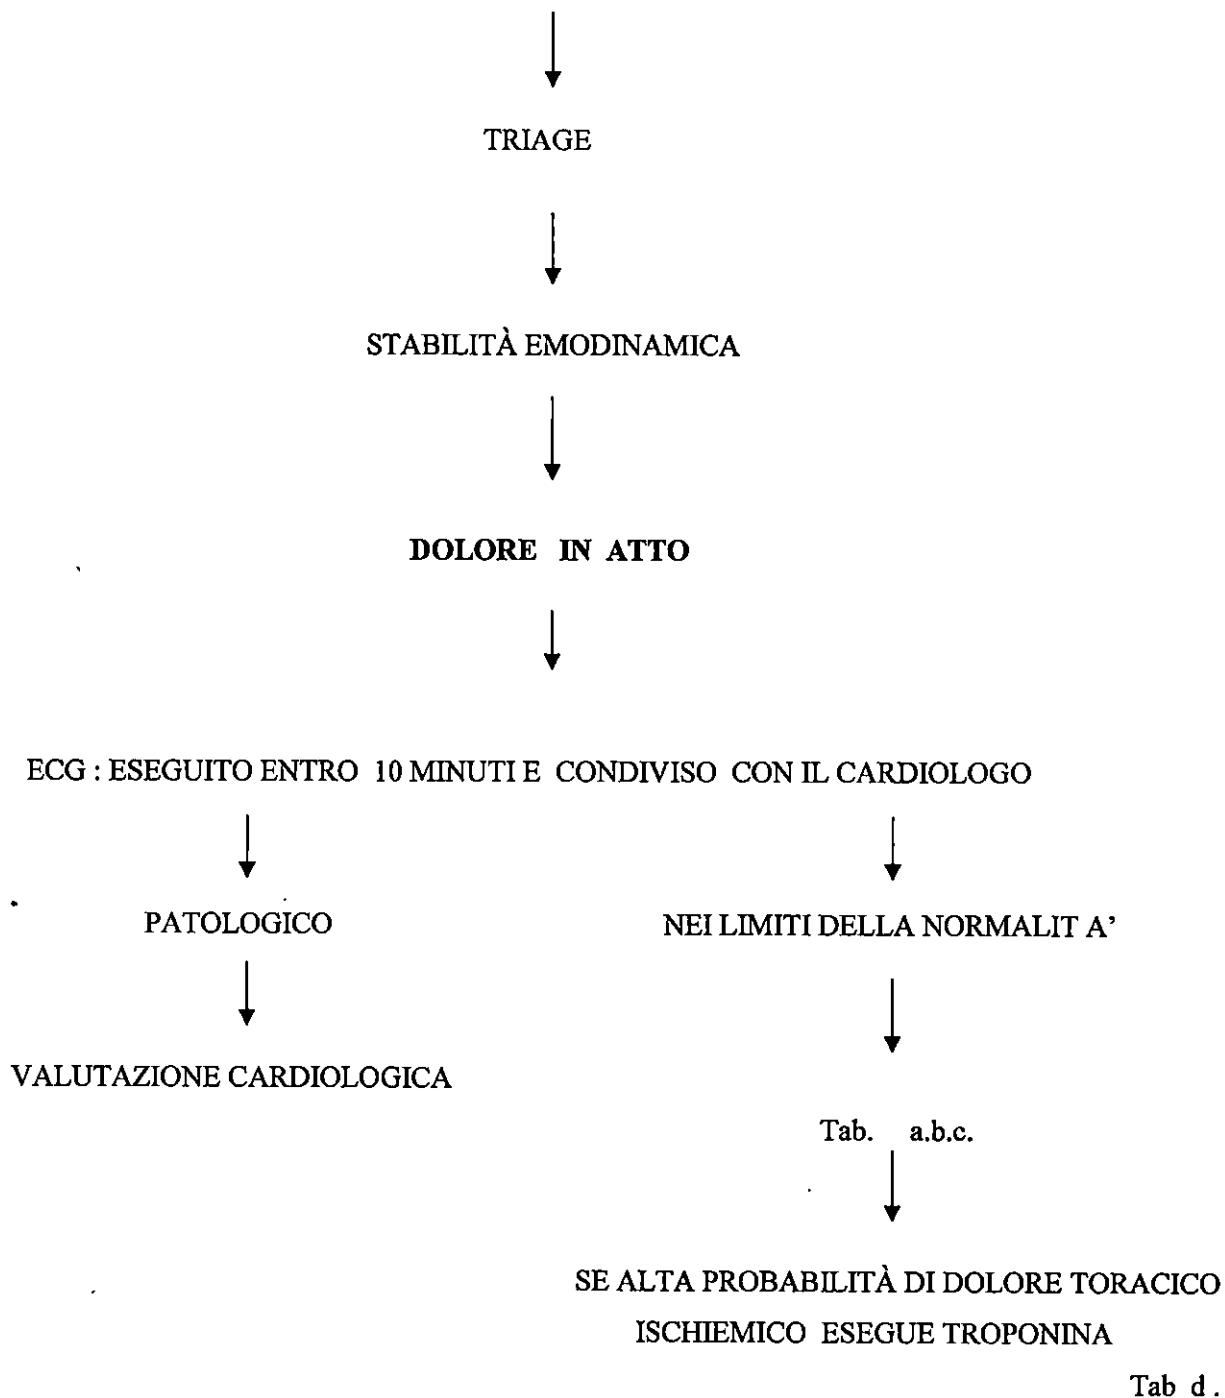 TRIAGE
STABILITÀ EMODINAMICA
DOLORE IN ATTO
ECG : ESEGUITO ENTRO 10 MINUTI E CONDIVISO CON IL CARDIOLOGO
PATOLOGICO
NEI LIMITI DELLA NORMALIT A'
VALUTAZIONE CARDIOLOGICA
Tab. a.b.c.
SE ALTA PROBABILITÀ DI DOLORE TORACICO
ISCHIEMICO ESEGUE TROPONINA
Tab d .